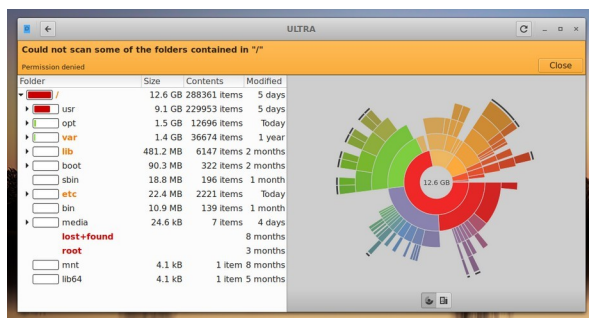 ULTRA
Could not scan some of the folders contained in "/"
Permission denied
Close
Folder Size Contents Modified
/ 12.6 GB 288361 items 5 days
usr 9.1 GB 229953 items 5 days
opt 1.5 GB 12696 items Today
var 1.4 GB 36674 items 1 year
lib 481.2 MB 6147 items 2 months
boot 90.3 MB 322 items 2 months
sbin 18.8 MB 196 items 1 month
etc 22.4 MB 2221 items Today
bin 10.9 MB 139 items 1 month
media 24.6 kB 7 items 4 days
lost+found 8 months
root 3 months
mnt 4.1 kB 1 item 8 months
lib64 4.1 kB 1 item 5 months
12.6 GB